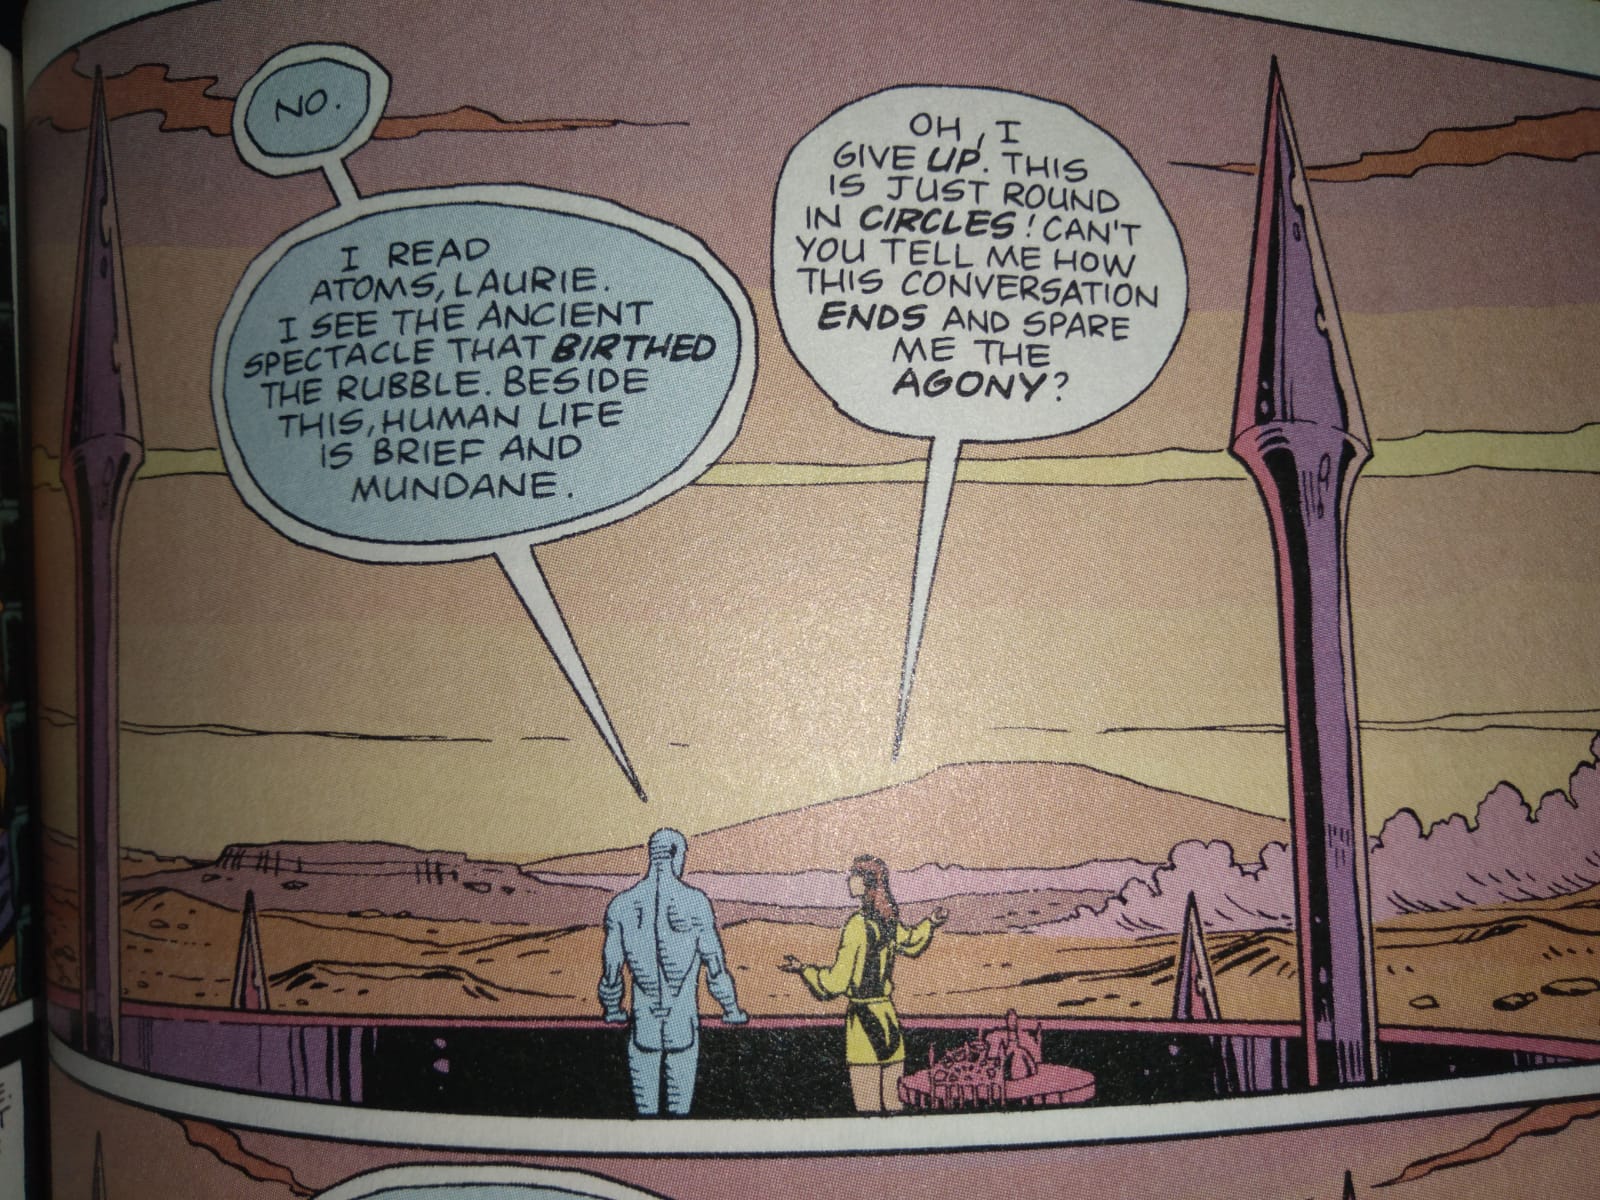 NO.
I READ
ATOMS, LAURIE.
I SEE THE ANCIENT
SPECTACLE THAT BIRTHED
THE RUBBLE. BESIDE
THIS, HUMAN LIFE
IS BRIEF AND
MUNDANE.
OH, I
GIVE UP. THIS
IS JUST ROUND
IN CIRCLES! CAN'T
YOU TELL ME HOW
THIS CONVERSATION
ENDS AND SPARE
ME THE
AGONY?